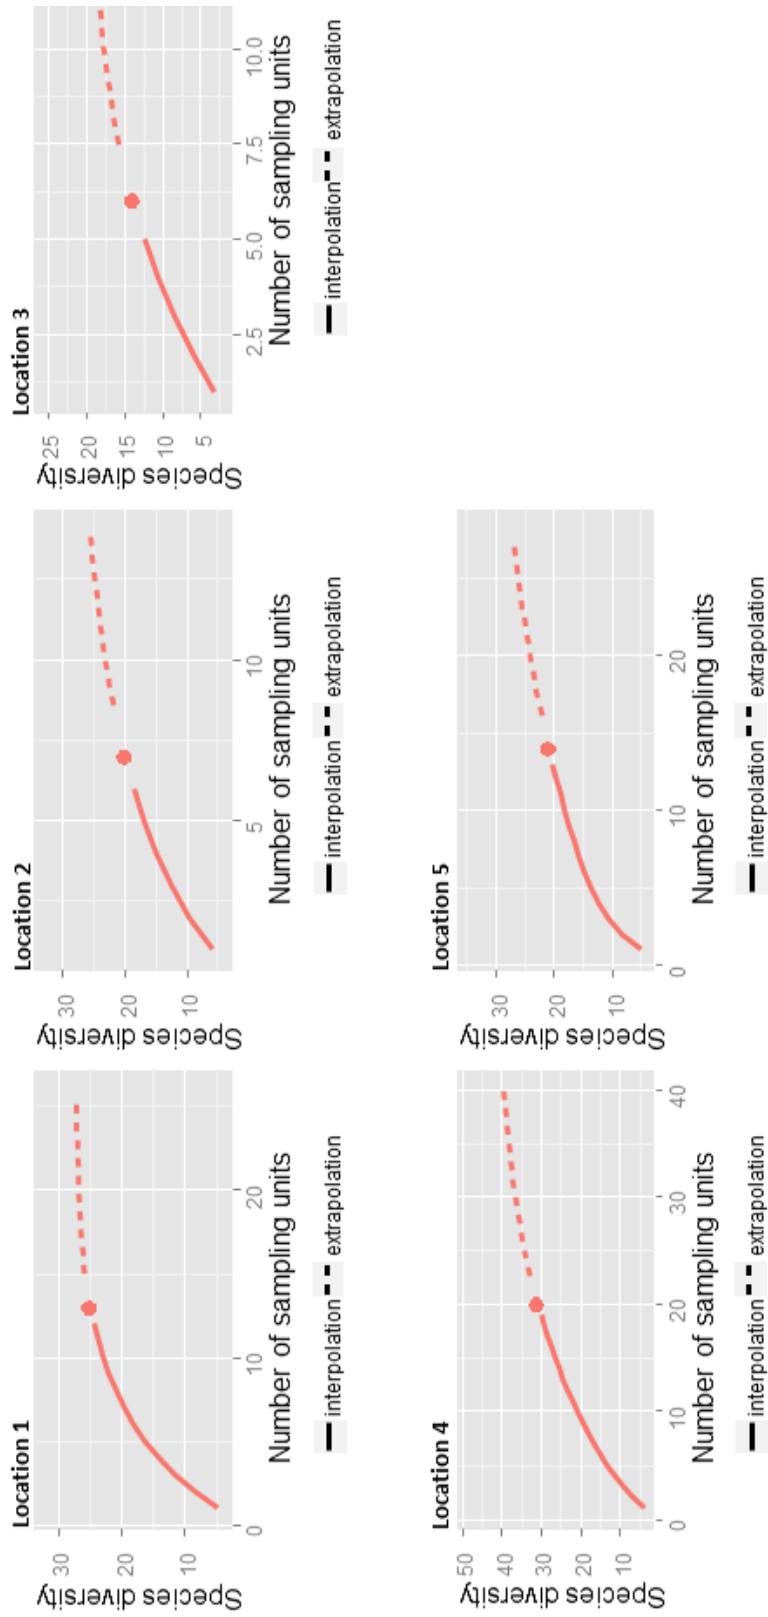 Location 1
Species diversity
30
20
10
0
10
20
Number of sampling units
interpolation
extrapolation
Location 2
Species diversity
30
20
10
5
10
Number of sampling units
interpolation
extrapolation
Location 3
Species diversity
25
20
15
10
5
2.5
5.0
7.5
10.0
Number of sampling units
interpolation
extrapolation
Location 4
Species diversity
50
40
30
20
10
0
10
20
30
40
Number of sampling units
interpolation
extrapolation
Location 5
Species diversity
30
20
10
0
10
20
Number of sampling units
interpolation
extrapolation